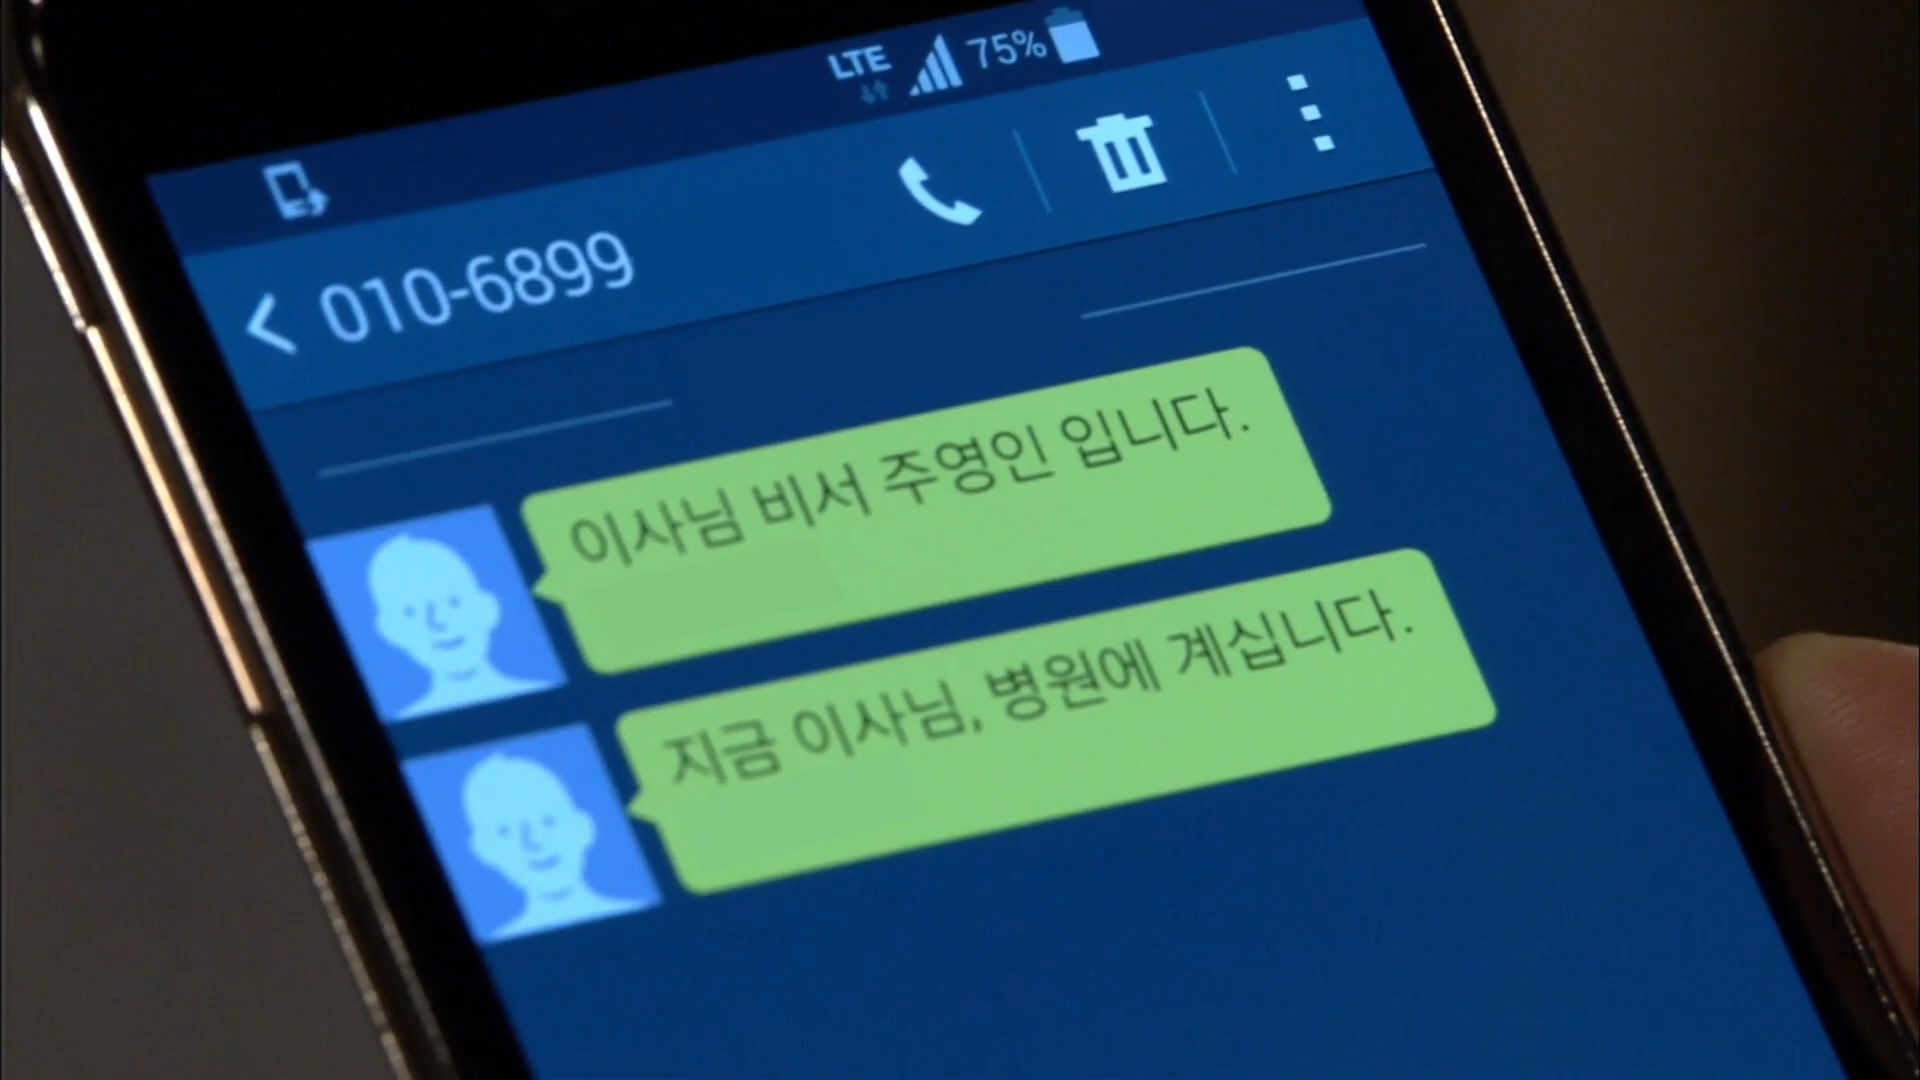 LTE 75%
010-6899
이사님 비서 주영인 입니다.
지금 이사님, 병원에 계십니다.